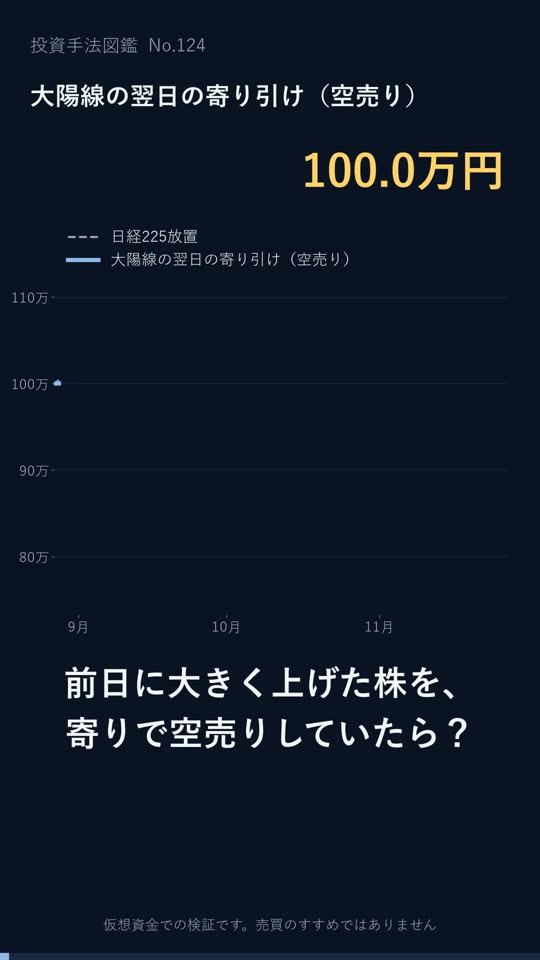 投資手法図鑑 No.124
大陽線の翌日の寄り引け（空売り）
100.0万円
日経225放置
大陽線の翌日の寄り引け（空売り）
110万
100万
90万
80万
9月
10月
11月
前日に大きく上げた株を、
寄りで空売りしていたら？
仮想資金での検証です。売買のすすめではありません